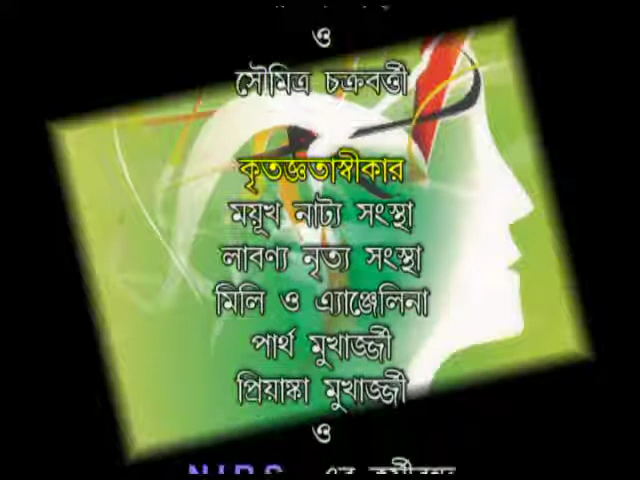 ও
সৌমিত্র চক্রবর্ত্তী
কৃতজ্ঞতাস্বীকার
ময়ূখ নাট্য সংস্থা
লাবণ্য নৃত্য সংস্থা
মিলি ও এ্যাঞ্জেলিনা
পার্থ মুখার্জ্জী
প্রিয়াঙ্কা মুখার্জ্জী
ও